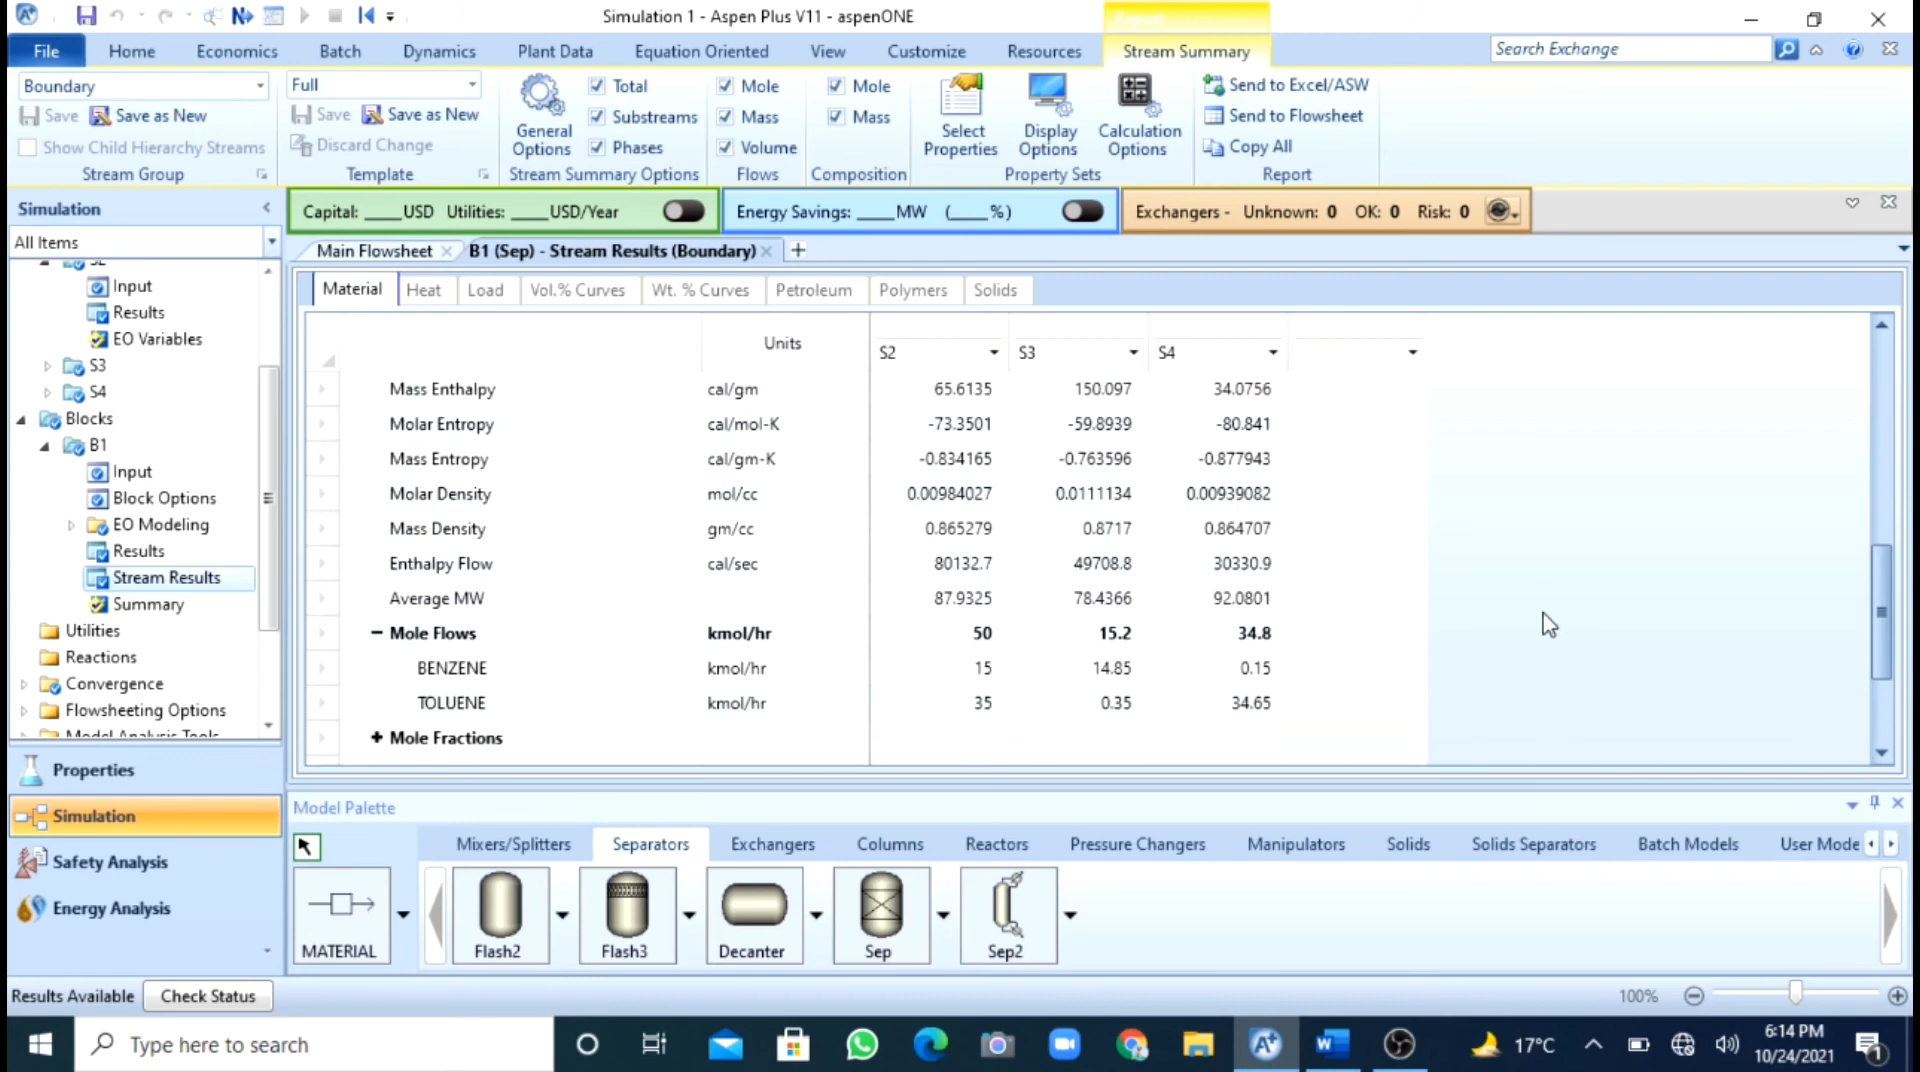 Simulation 1 - Aspen Plus V11 - aspenONE
File Home Economics Batch Dynamics Plant Data Equation Oriented View Customize Resources Stream Summary
Search Exchange
Boundary
Save Save as New
Show Child Hierarchy Streams
Stream Group
Full
Save Save as New
Discard Change
Template
General Options
Total
Substreams
Phases
Stream Summary Options
Mole
Mass
Volume
Flows
Mole
Mass
Composition
Select Properties
Display Options
Calculation Options
Property Sets
Send to Excel/ASW
Send to Flowsheet
Copy All
Report
Simulation
All Items
Capital: ____USD Utilities: ____USD/Year
Energy Savings: ____MW (____%)
Exchangers - Unknown: 0 OK: 0 Risk: 0
Main Flowsheet B1 (Sep) - Stream Results (Boundary)
Material Heat Load Vol.% Curves Wt. % Curves Petroleum Polymers Solids
Input
Results
EO Variables
S3
S4
Blocks
B1
Input
Block Options
EO Modeling
Results
Stream Results
Summary
Utilities
Reactions
Convergence
Flowsheeting Options
Model Analysis Tools
Units S2 S3 S4
Mass Enthalpy cal/gm 65.6135 150.097 34.0756
Molar Entropy cal/mol-K -73.3501 -59.8939 -80.841
Mass Entropy cal/gm-K -0.834165 -0.763596 -0.877943
Molar Density mol/cc 0.00984027 0.0111134 0.00939082
Mass Density gm/cc 0.865279 0.8717 0.864707
Enthalpy Flow cal/sec 80132.7 49708.8 30330.9
Average MW 87.9325 78.4366 92.0801
Mole Flows kmol/hr 50 15.2 34.8
BENZENE kmol/hr 15 14.85 0.15
TOLUENE kmol/hr 35 0.35 34.65
Mole Fractions
Properties
Simulation
Safety Analysis
Energy Analysis
Model Palette
Mixers/Splitters Separators Exchangers Columns Reactors Pressure Changers Manipulators Solids Solids Separators Batch Models User Mode
MATERIAL Flash2 Flash3 Decanter Sep Sep2
Results Available Check Status
100%
Type here to search
17°C
6:14 PM
10/24/2021
1